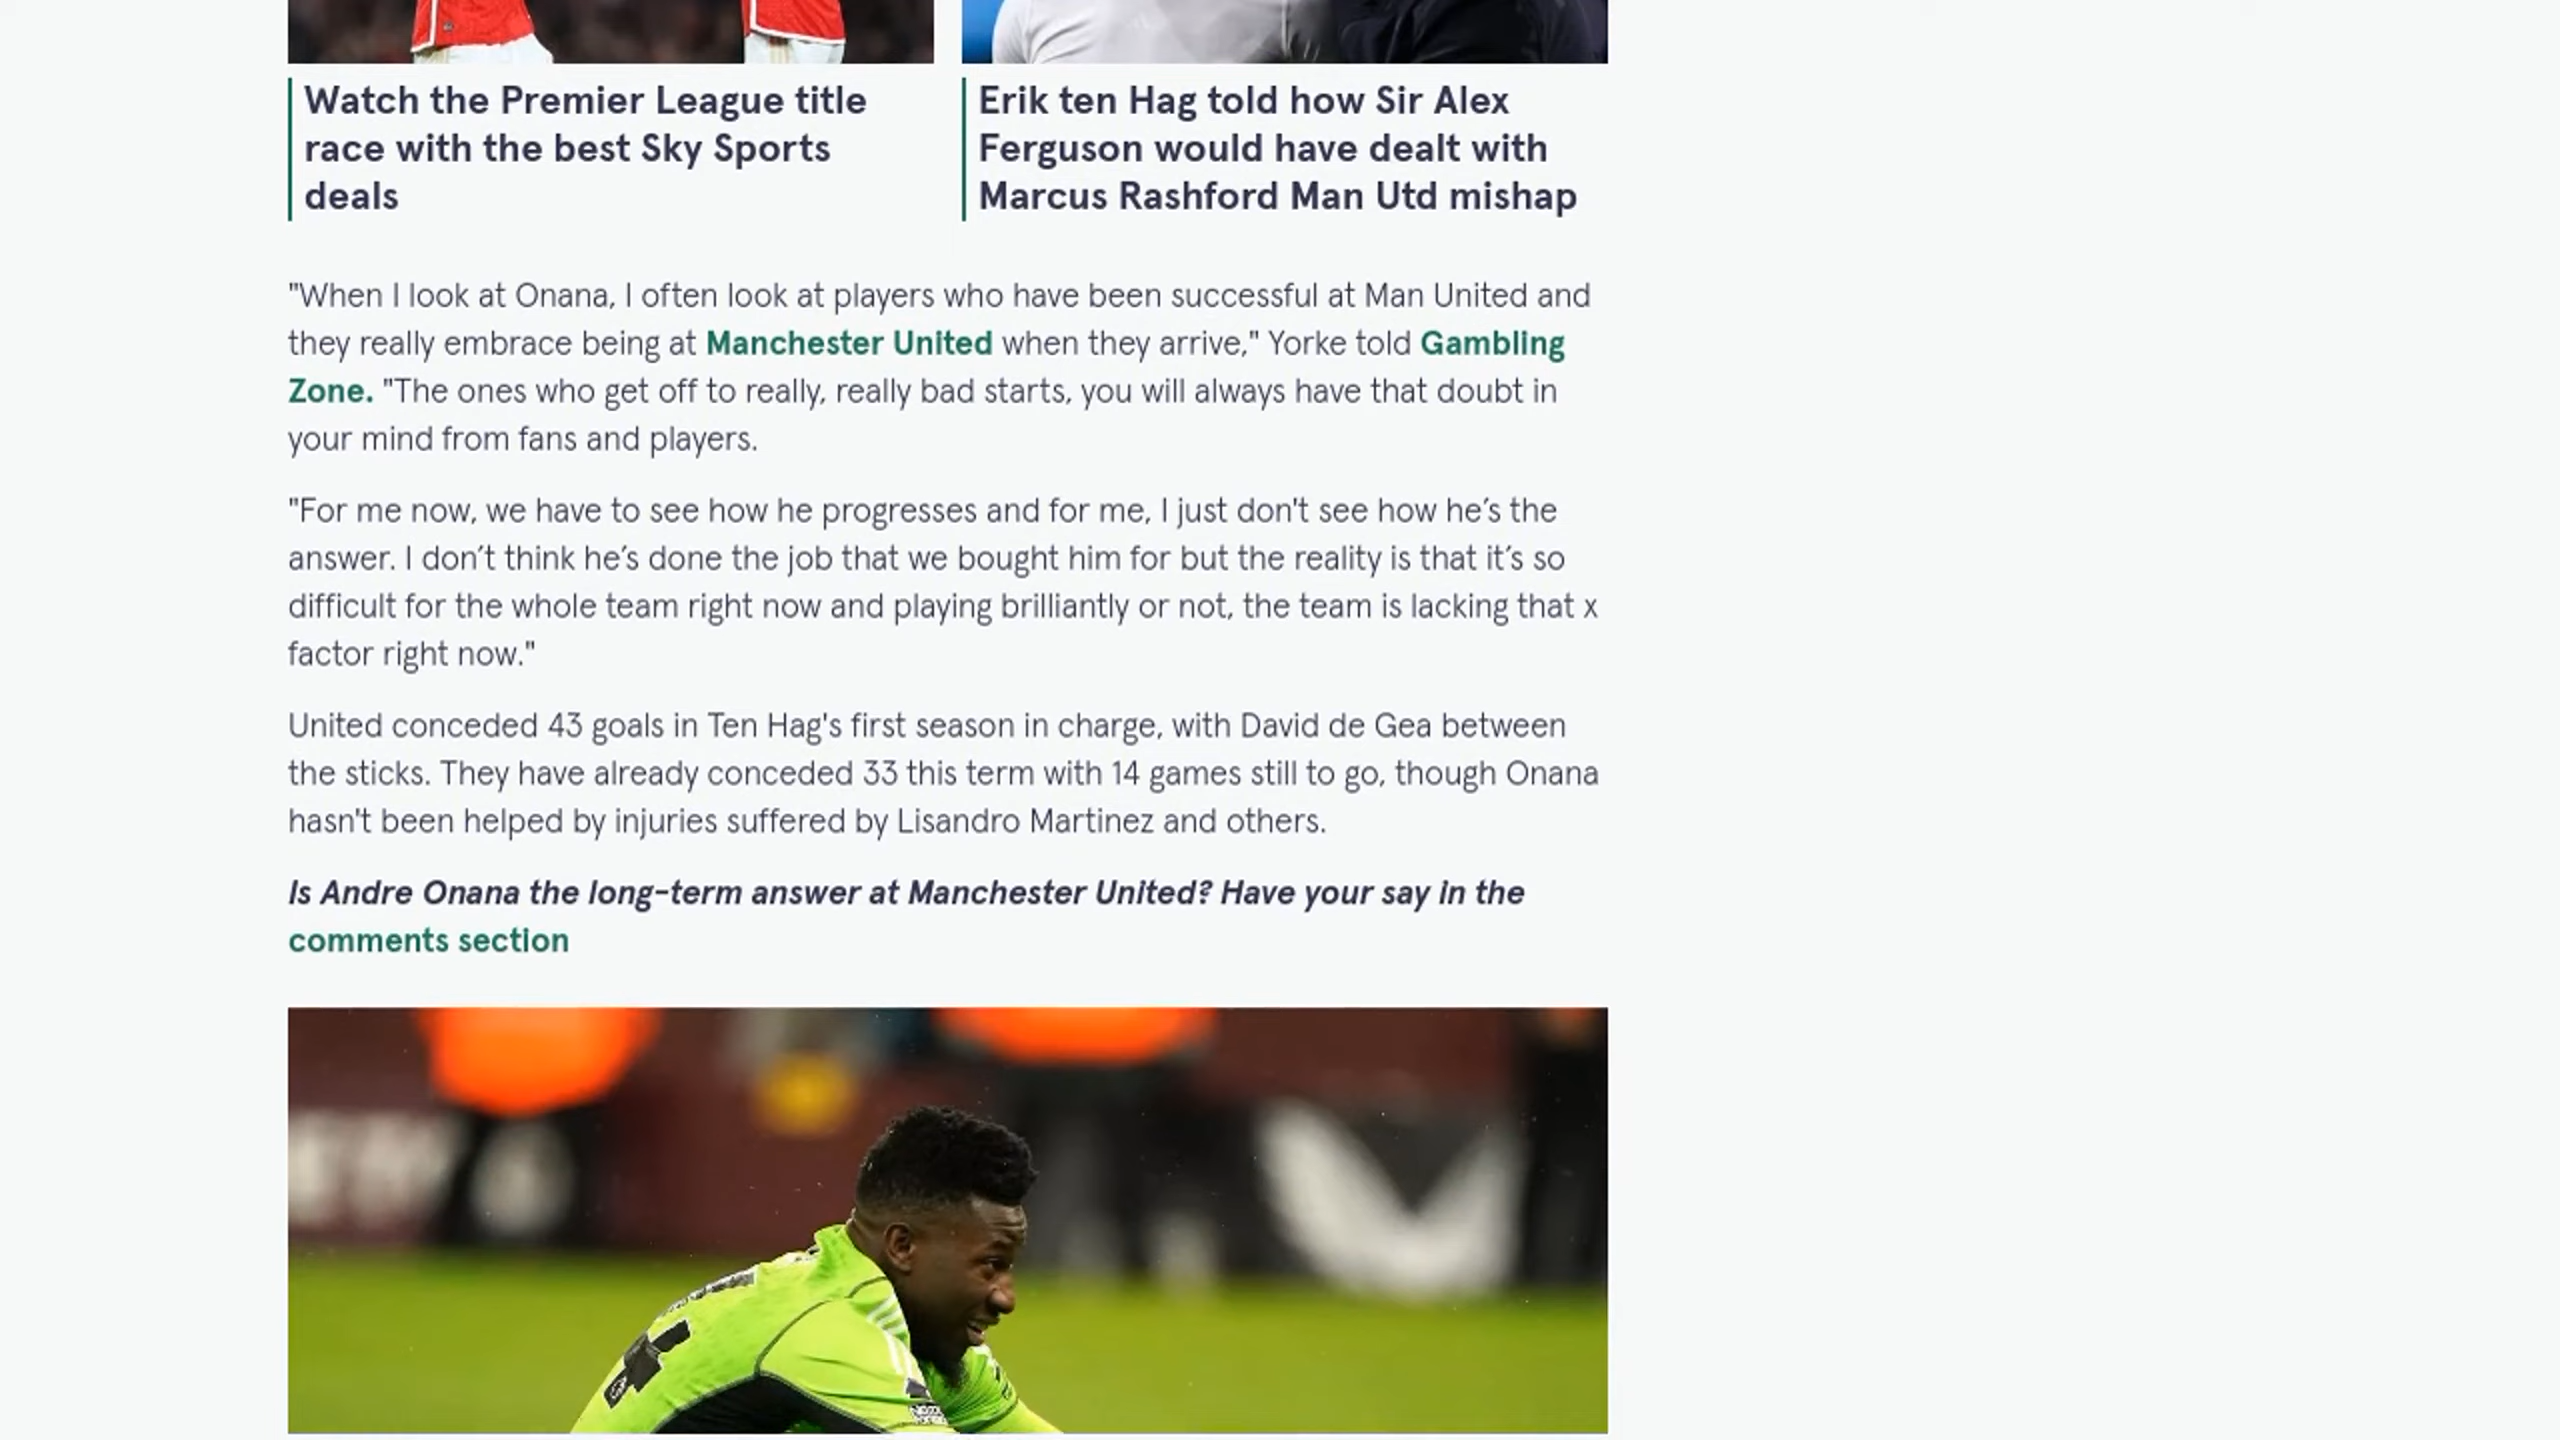 Watch the Premier League title
race with the best Sky Sports
deals
Erik ten Hag told how Sir Alex
Ferguson would have dealt with
Marcus Rashford Man Utd mishap
"When I look at Onana, I often look at players who have been successful at Man United and
they really embrace being at Manchester United when they arrive," Yorke told Gambling
Zone. "The ones who get off to really, really bad starts, you will always have that doubt in
your mind from fans and players.
"For me now, we have to see how he progresses and for me, I just don't see how he’s the
answer. I don’t think he’s done the job that we bought him for but the reality is that it’s so
difficult for the whole team right now and playing brilliantly or not, the team is lacking that x
factor right now."
United conceded 43 goals in Ten Hag's first season in charge, with David de Gea between
the sticks. They have already conceded 33 this term with 14 games still to go, though Onana
hasn't been helped by injuries suffered by Lisandro Martinez and others.
Is Andre Onana the long-term answer at Manchester United? Have your say in the
comments section